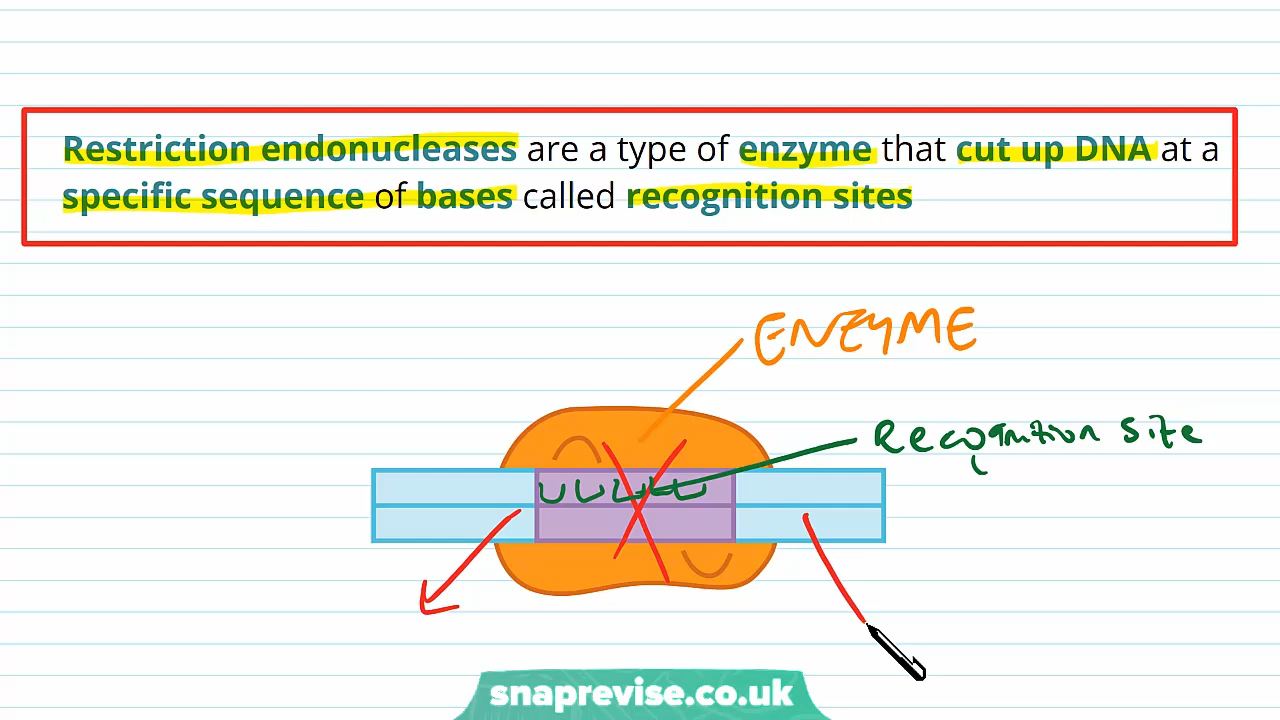 Restriction endonucleases are a type of enzyme that cut up DNA at a
specific sequence of bases called recognition sites
ENZYME
Recognition site
snaprevise.co.uk